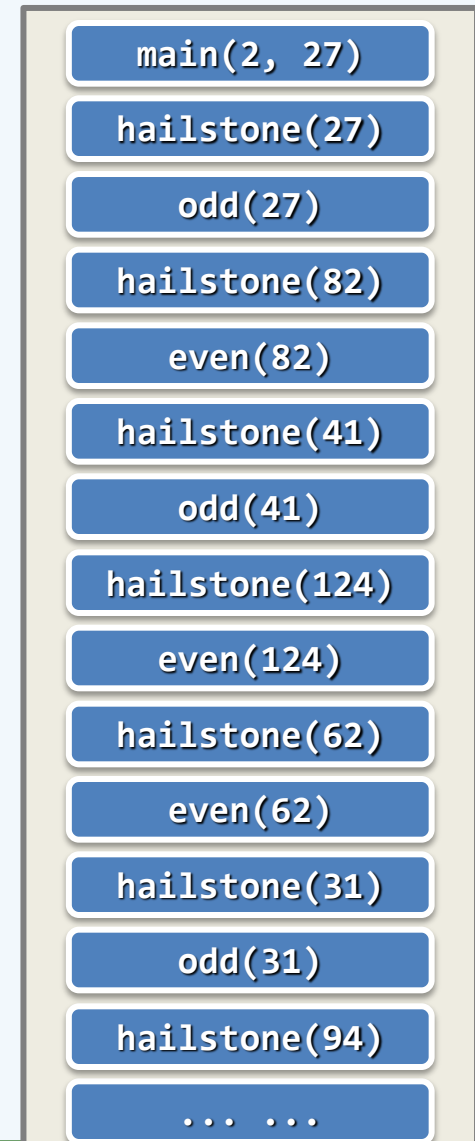 main(2, 27)
hailstone(27)
odd(27)
hailstone(82)
even(82)
hailstone(41)
odd(41)
hailstone(124)
even(124)
hailstone(62)
even(62)
hailstone(31)
odd(31)
hailstone(94)
... ...